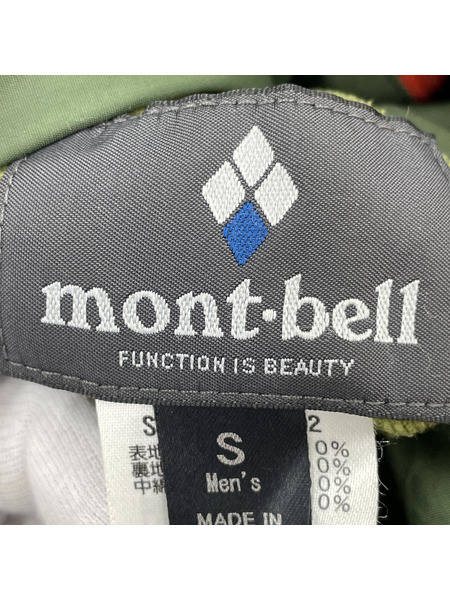 mont·bell
FUNCTION IS BEAUTY
S
Men's
MADE IN
S 2
表地 0%
裏地 0%
中綿 0%
0%